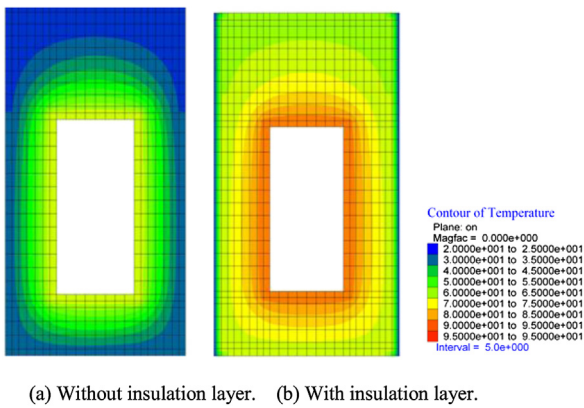 Contour of Temperature
Plane: on
Magfac = 0.000e+000
2.0000e+001 to 2.5000e+001
3.0000e+001 to 3.5000e+001
4.0000e+001 to 4.5000e+001
5.0000e+001 to 5.5000e+001
6.0000e+001 to 6.5000e+001
7.0000e+001 to 7.5000e+001
8.0000e+001 to 8.5000e+001
9.0000e+001 to 9.5000e+001
9.5000e+001 to 9.5000e+001
Interval = 5.0e+000
(a) Without insulation layer. (b) With insulation layer.